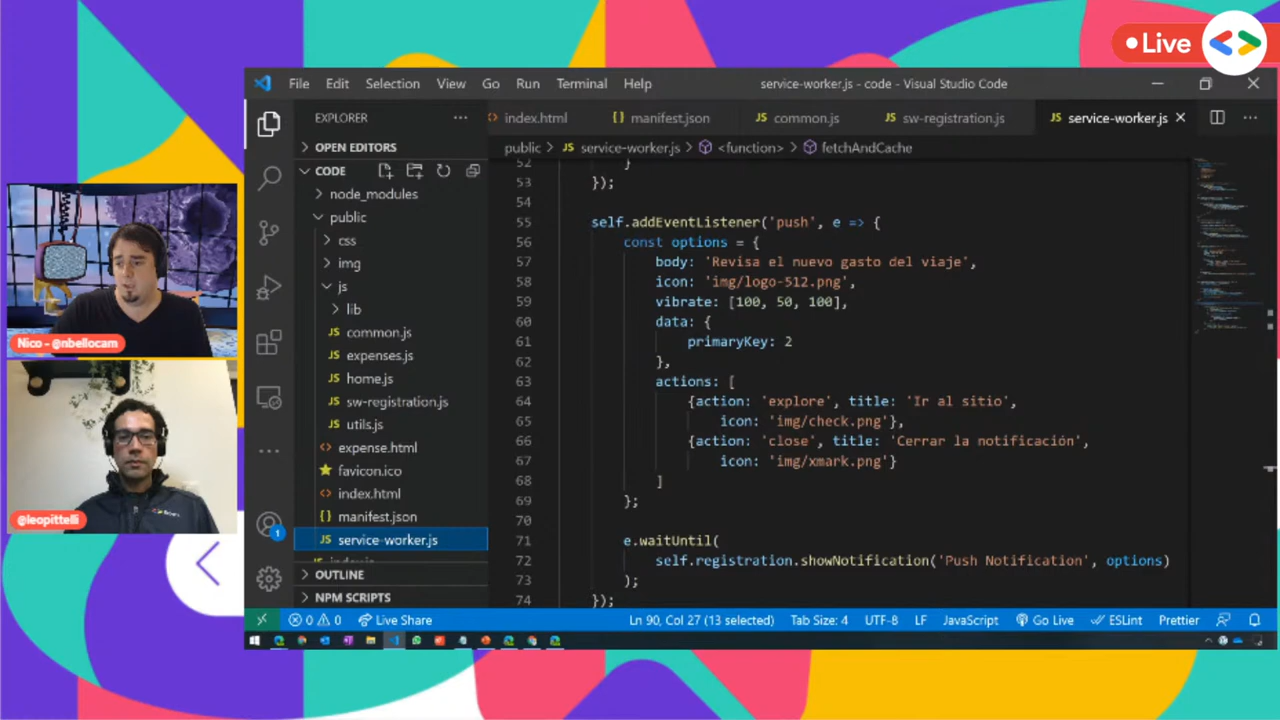 Live
File Edit Selection View Go Run Terminal Help
service-worker.js - code - Visual Studio Code
EXPLORER
index.html
manifest.json
common.js
sw-registration.js
service-worker.js
OPEN EDITORS
public > service-worker.js > <function> > fetchAndCache
CODE
node_modules
public
css
img
js
lib
common.js
expenses.js
home.js
sw-registration.js
utils.js
expense.html
favicon.ico
index.html
manifest.json
service-worker.js
OUTLINE
NPM SCRIPTS
52 }
53 });
54
55 self.addEventListener('push', e => {
56 const options = {
57 body: 'Revisa el nuevo gasto del viaje',
58 icon: 'img/logo-512.png',
59 vibrate: [100, 50, 100],
60 data: {
61 primaryKey: 2
62 },
63 actions: [
64 {action: 'explore', title: 'Ir al sitio',
65 icon: 'img/check.png'},
66 {action: 'close', title: 'Cerrar la notificación',
67 icon: 'img/xmark.png'}
68 ]
69 };
70
71 e.waitUntil(
72 self.registration.showNotification('Push Notification', options)
73 );
74 });
Nico - @nbellocam
@leopittelli
1
0 0 Live Share Ln 90, Col 27 (13 selected) Tab Size: 4 UTF-8 LF JavaScript Go Live ESLint Prettier